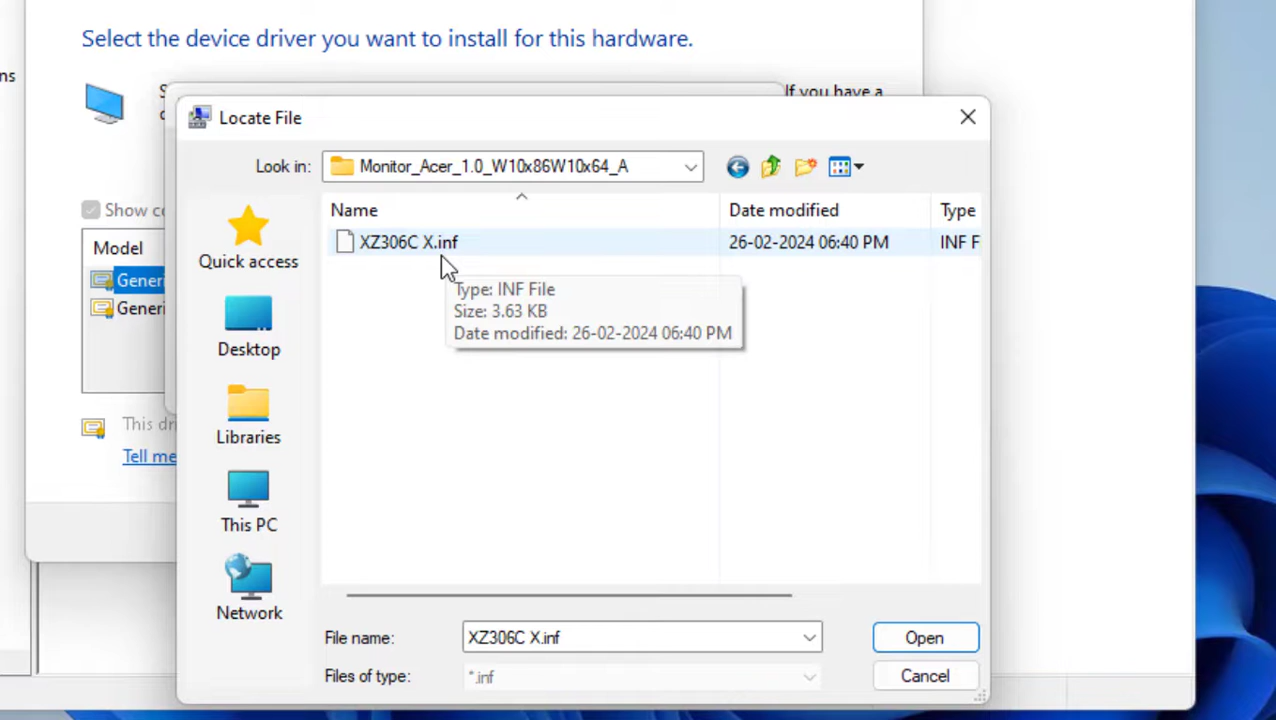 Select the device driver you want to install for this hardware.
ns
If you have a
Locate File
Look in:
Monitor_Acer_1.0_W10x86W10x64_A
Show co
Name
Date modified
Type
Quick access
XZ306C X.inf
26-02-2024 06:40 PM
INF F
Model
Generi
Generi
Type: INF File
Size: 3.63 KB
Date modified: 26-02-2024 06:40 PM
Desktop
Libraries
This dri
Tell me
This PC
Network
File name:
XZ306C X.inf
Open
Files of type:
*.inf
Cancel